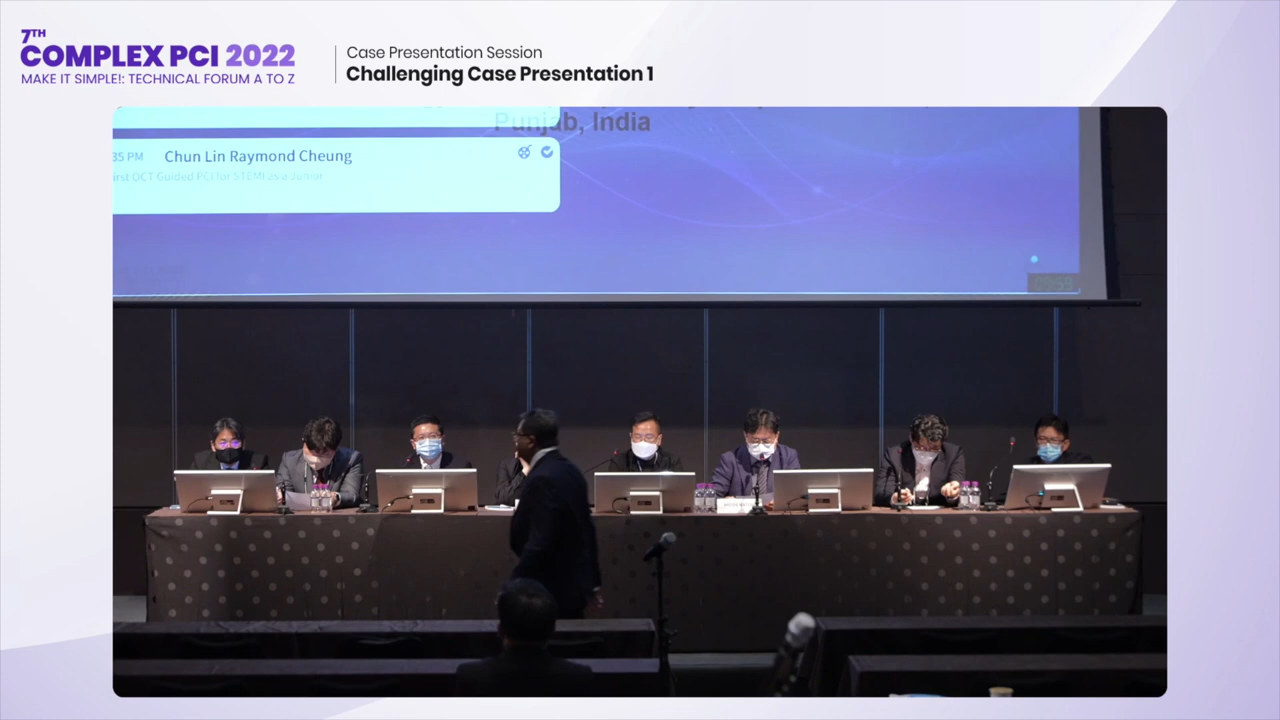 7TH
COMPLEX PCI 2022
MAKE IT SIMPLE!: TECHNICAL FORUM A TO Z
Case Presentation Session
Challenging Case Presentation 1
Punjab, India
35 PM Chun Lin Raymond Cheung
irst OCT Guided PCI for STEMI as a Junior